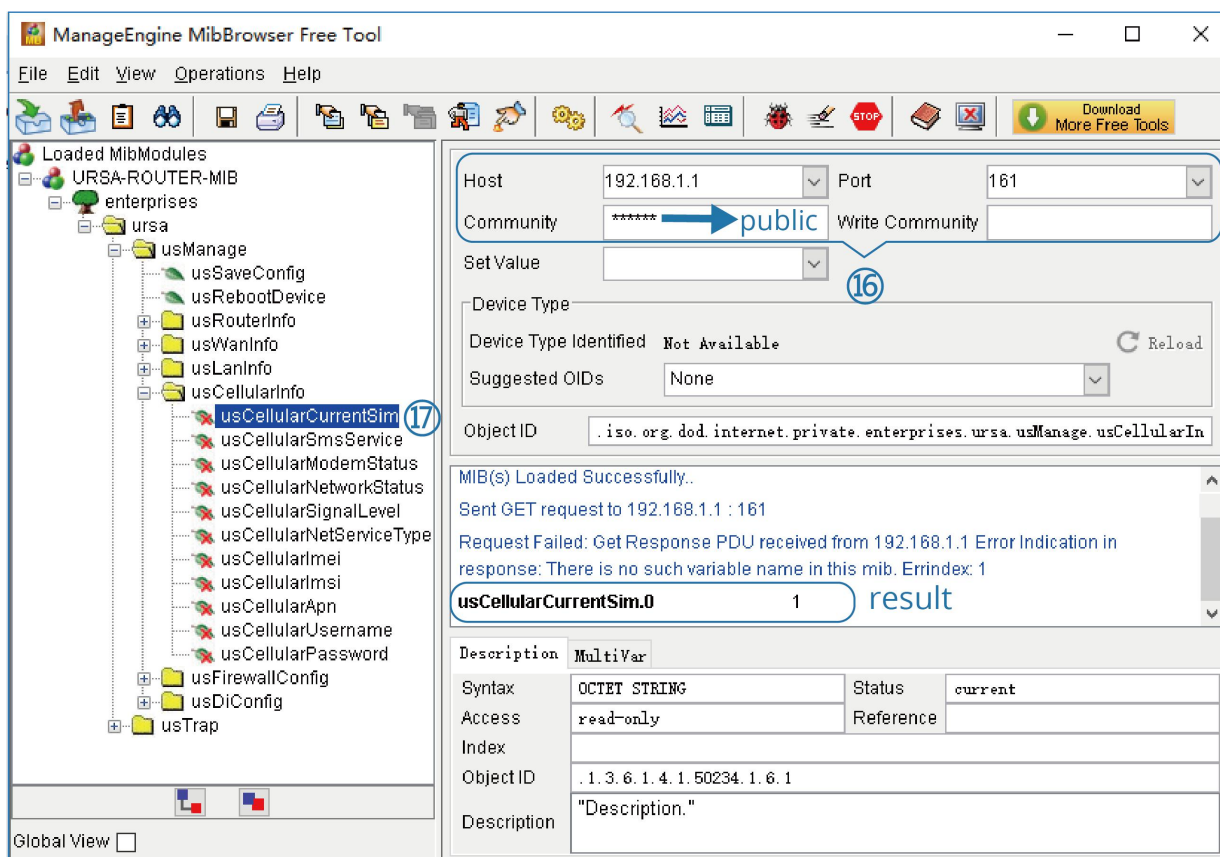 ManageEngine MibBrowser Free Tool
File Edit View Operations Help
STOP
Download
More Free Tools
Loaded MibModules
URSA-ROUTER-MIB
enterprises
ursa
usManage
usSaveConfig
usRebootDevice
usRouterInfo
usWanInfo
usLanInfo
usCellularInfo
usCellularCurrentSim ⑰
usCellularSmsService
usCellularModemStatus
usCellularNetworkStatus
usCellularSignalLevel
usCellularNetServiceType
usCellularImei
usCellularImsi
usCellularApn
usCellularUsername
usCellularPassword
usFirewallConfig
usDiConfig
usTrap
Global View
Host 192.168.1.1 Port 161
Community ****** public Write Community
Set Value
⑯
Device Type
Device Type Identified Not Available Reload
Suggested OIDs None
Object ID .iso.org.dod.internet.private.enterprises.ursa.usManage.usCellularIn
MIB(s) Loaded Successfully..
Sent GET request to 192.168.1.1 : 161
Request Failed: Get Response PDU received from 192.168.1.1 Error Indication in
response: There is no such variable name in this mib. Errindex: 1
usCellularCurrentSim.0 1 result
Description MultiVar
Syntax OCTET STRING Status current
Access read-only Reference
Index
Object ID .1.3.6.1.4.1.50234.1.6.1
Description "Description."